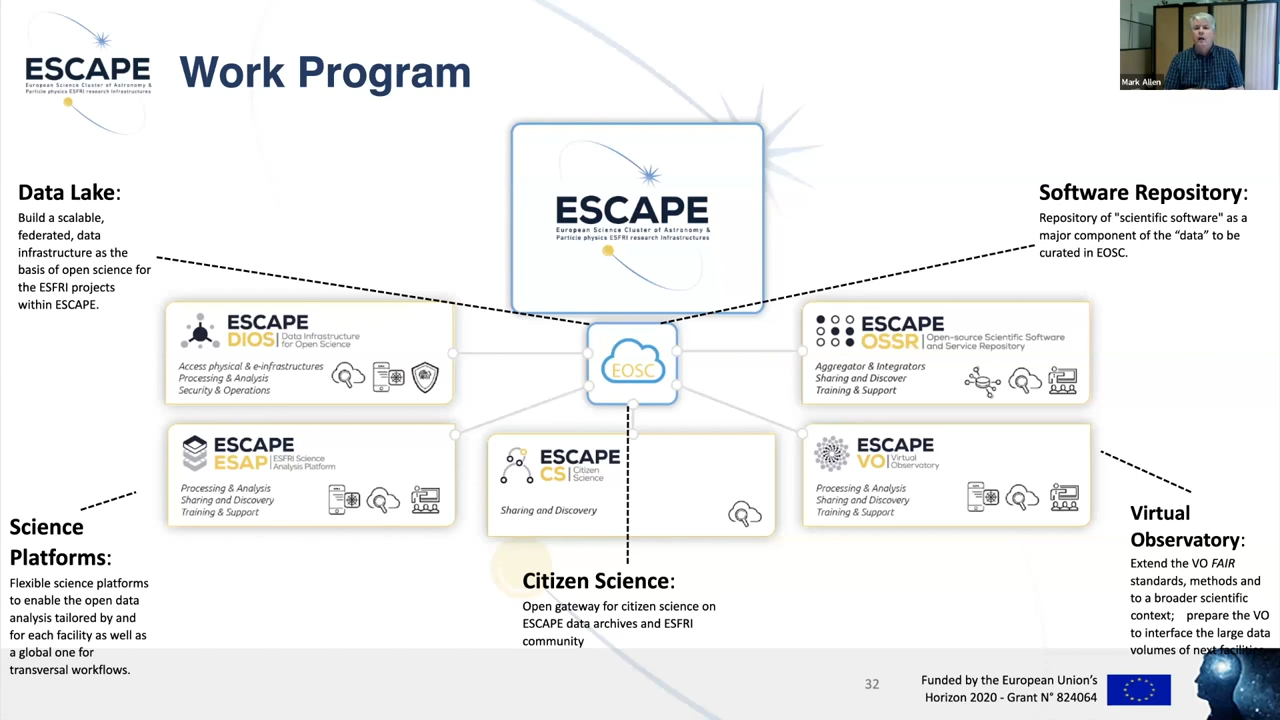 ESCAPE
European Science Cluster of Astronomy &
Particle physics ESFRI research Infrastructures
Work Program
Mark Allen
ESCAPE
European Science Cluster of Astronomy &
Particle physics ESFRI research Infrastructures
Data Lake:
Build a scalable,
federated, data
infrastructure as the
basis of open science for
the ESFRI projects
within ESCAPE.
Software Repository:
Repository of "scientific software" as a
major component of the “data” to be
curated in EOSC.
ESCAPE
DIOS
Data Infrastructure
for Open Science
Access physical & e-infrastructures
Processing & Analysis
Security & Operations
EOSC
ESCAPE
OSSR
Open-source Scientific Software
and Service Repository
Aggregator & Integrators
Sharing and Discover
Training & Support
ESCAPE
ESAP
ESFRI Science
Analysis Platform
Processing & Analysis
Sharing and Discovery
Training & Support
ESCAPE
CS
Citizen
Science
Sharing and Discovery
ESCAPE
VO
Virtual
Observatory
Processing & Analysis
Sharing and Discovery
Training & Support
Science
Platforms:
Flexible science platforms
to enable the open data
analysis tailored by and
for each facility as well as
a global one for
transversal workflows.
Citizen Science:
Open gateway for citizen science on
ESCAPE data archives and ESFRI
community
Virtual
Observatory:
Extend the VO FAIR
standards, methods and
to a broader scientific
context; prepare the VO
to interface the large data
volumes of next facilities.
32
Funded by the European Union’s
Horizon 2020 - Grant N° 824064